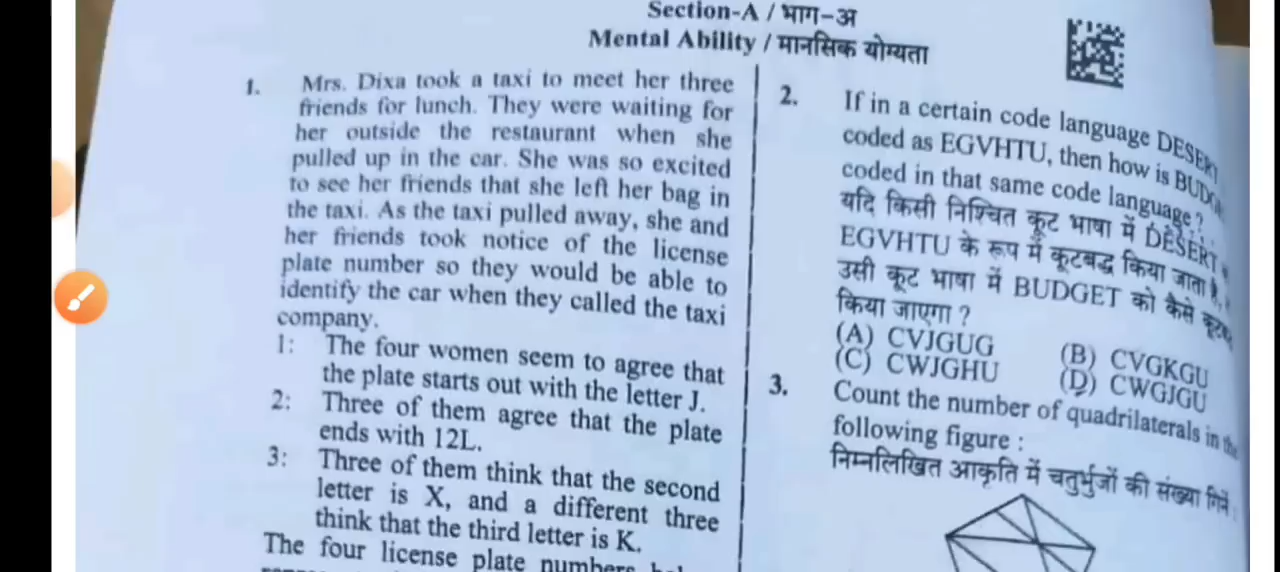 Section-A / भाग-अ
Mental Ability / मानसिक योग्यता
1. Mrs. Dixa took a taxi to meet her three
friends for lunch. They were waiting for
her outside the restaurant when she
pulled up in the car. She was so excited
to see her friends that she left her bag in
the taxi. As the taxi pulled away, she and
her friends took notice of the license
plate number so they would be able to
identify the car when they called the taxi
company.
1: The four women seem to agree that
the plate starts out with the letter J.
2: Three of them agree that the plate
ends with 12L.
3: Three of them think that the second
letter is X, and a different three
think that the third letter is K.
The four license plate numbers
2. If in a certain code language DESERT
coded as EGVHTU, then how is
coded in that same code language ?
यदि किसी निश्चित कूट भाषा में DESERT
EGVHTU के रूप में कूटबद्ध किया जाता है,
उसी कूट भाषा में BUDGET को कैसे
किया जाएगा ?
(A) CVJGUG (B) CVGKGU
(C) CWJGHU (D) CWGJGU
3. Count the number of quadrilaterals in the
following figure :
निम्नलिखित आकृति में चतुर्भुजों की संख्या गिनें